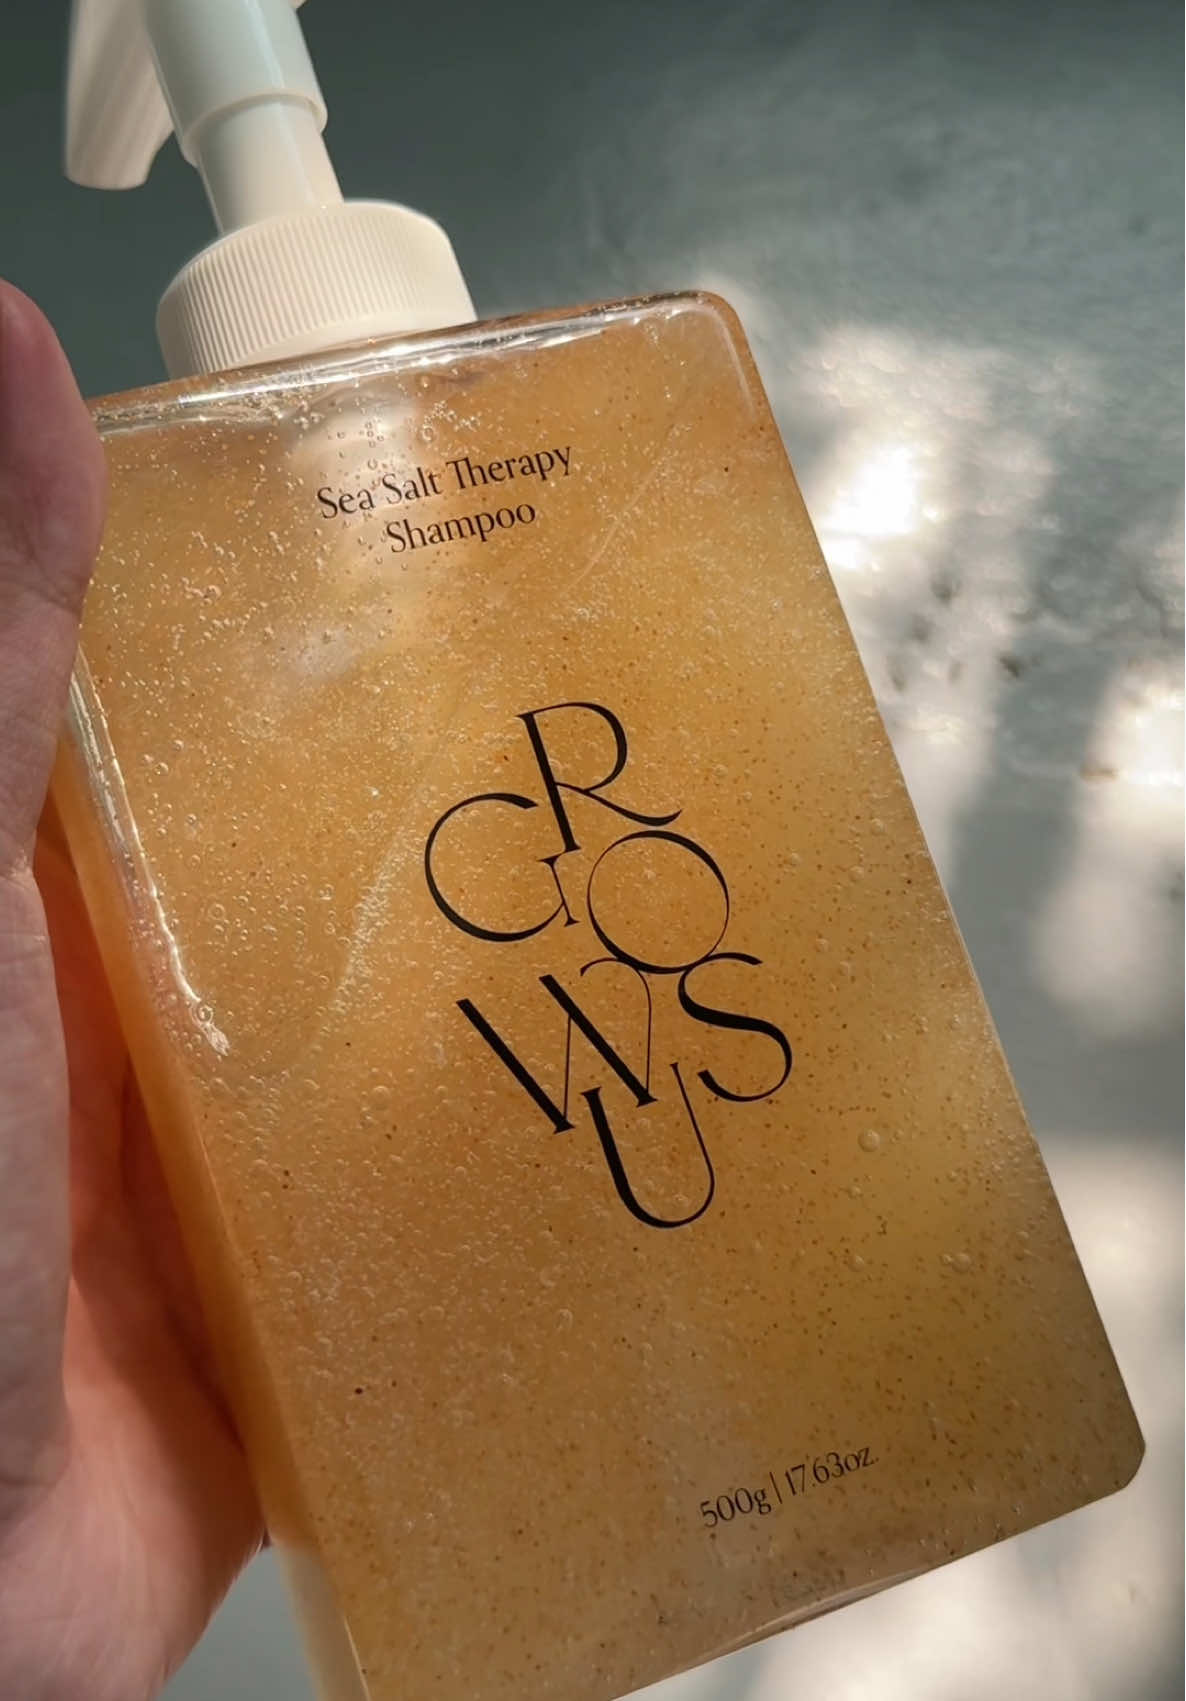 Sea Salt Therapy
Shampoo
GROWUS
500g | 17.63oz.